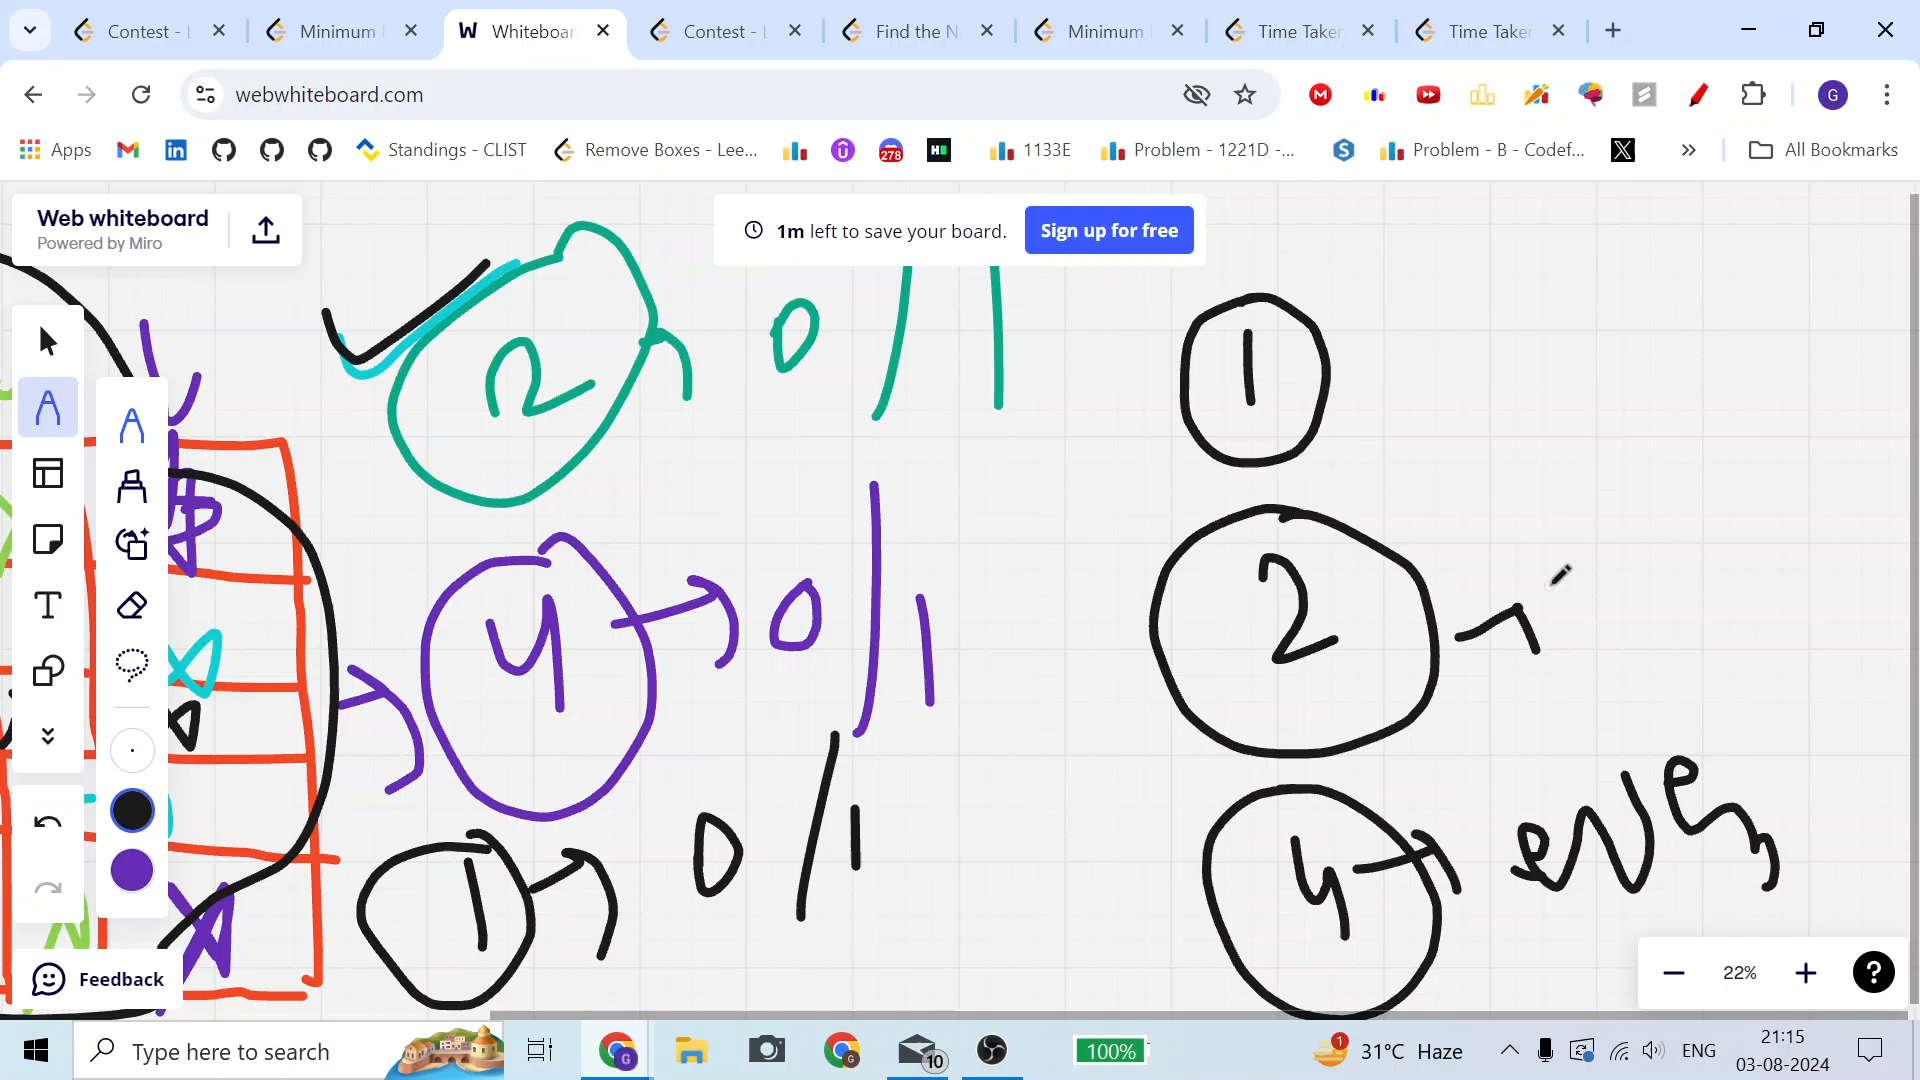 Contest - L
Minimum
Whiteboar
Contest - L
Find the N
Minimum
Time Taken
Time Taken
webwhiteboard.com
G
Apps
Standings - CLIST
Remove Boxes - Lee...
278
1133E
Problem - 1221D -...
Problem - B - Codef...
All Bookmarks
Web whiteboard
Powered by Miro
1m left to save your board.
Sign up for free
2 0 / 1
1
4 → 0 / 1
2
1 → 0 / 1
4 → even
Feedback
22%
Type here to search
10
100%
1
31°C Haze
ENG
21:15
03-08-2024